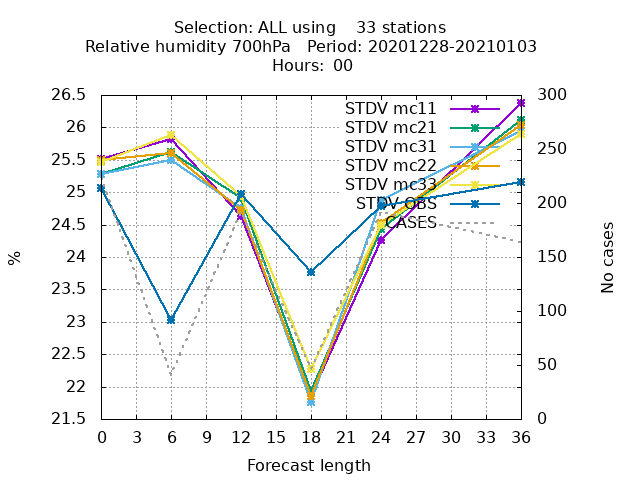 Selection: ALL using    33 stations
Relative humidity 700hPa   Period: 20201228-20210103
Hours:  00
26.5
26
25.5
25
24.5
24
23.5
23
22.5
22
21.5
%
STDV mc11
STDV mc21
STDV mc31
STDV mc22
STDV mc33
STDV OBS
CASES
300
250
200
150
100
50
0
No cases
0 3 6 9 12 15 18 21 24 27 30 33 36
Forecast length